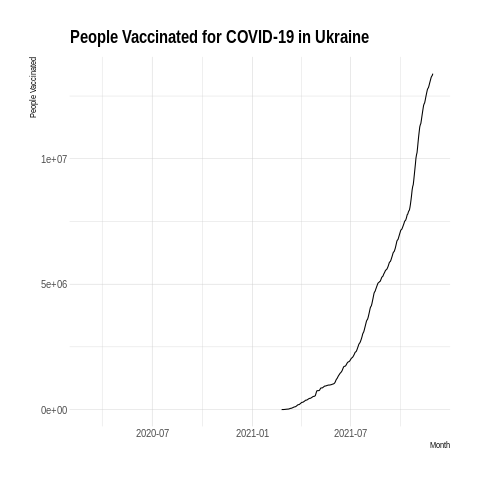 People Vaccinated for COVID-19 in Ukraine
People Vaccinated
1e+07
5e+06
0e+00
2020-07 2021-01 2021-07
Month